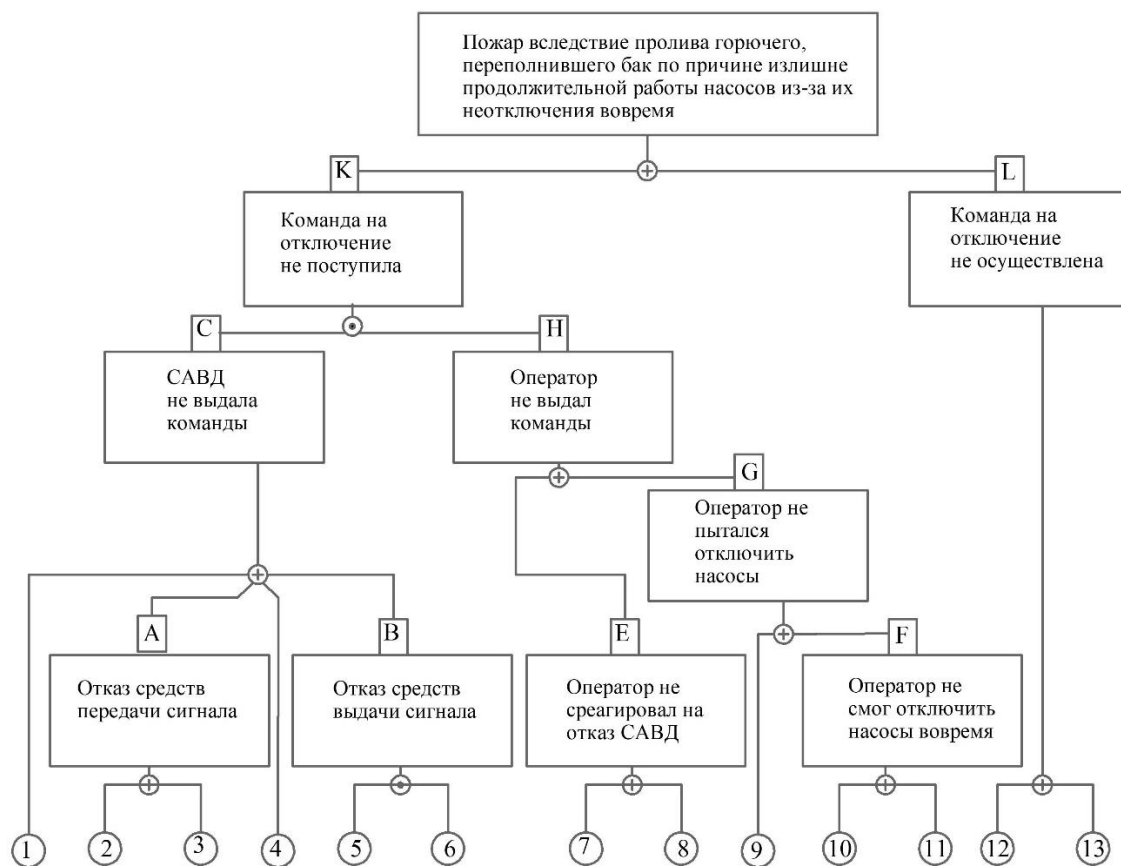 Пожар вследствие пролива горючего,
переполнившего бак по причине излишне
продолжительной работы насосов из-за их
неотключения вовремя
K
L
Команда на
отключение
не поступила
Команда на
отключение
не осуществлена
C
H
САВД
не выдала
команды
Оператор
не выдал
команды
G
Оператор не
пытался
отключить
насосы
A
B
E
F
Отказ средств
передачи сигнала
Отказ средств
выдачи сигнала
Оператор не
среагировал на
отказ САВД
Оператор не
смог отключить
насосы вовремя
1
2
3
4
5
6
7
8
9
10
11
12
13